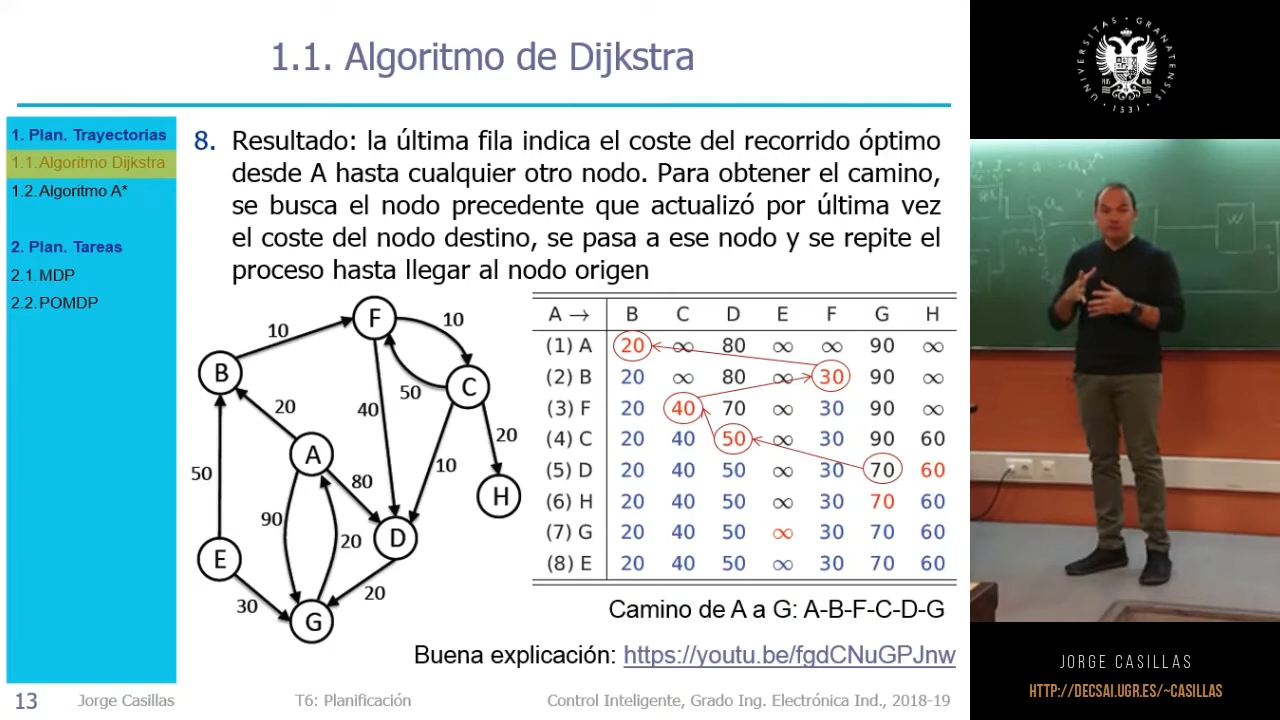 1.1. Algoritmo de Dijkstra
1. Plan. Trayectorias
1.1. Algoritmo Dijkstra
1.2. Algoritmo A*
2. Plan. Tareas
2.1. MDP
2.2. POMDP
8. Resultado: la última fila indica el coste del recorrido óptimo
desde A hasta cualquier otro nodo. Para obtener el camino,
se busca el nodo precedente que actualizó por última vez
el coste del nodo destino, se pasa a ese nodo y se repite el
proceso hasta llegar al nodo origen
F
10
10
B
C
50
20
40
20
A
10
50
80
H
90
20
D
E
20
30
G
A → B C D E F G H
(1) A 20 ∞ 80 ∞ ∞ 90 ∞
(2) B 20 ∞ 80 ∞ 30 90 ∞
(3) F 20 40 70 ∞ 30 90 ∞
(4) C 20 40 50 ∞ 30 90 60
(5) D 20 40 50 ∞ 30 70 60
(6) H 20 40 50 ∞ 30 70 60
(7) G 20 40 50 ∞ 30 70 60
(8) E 20 40 50 ∞ 30 70 60
Camino de A a G: A-B-F-C-D-G
Buena explicación: https://youtu.be/fgdCNuGPJnw
13 Jorge Casillas T6: Planificación Control Inteligente, Grado Ing. Electrónica Ind., 2018-19
UNIVERSITAS GRANATENSIS
1531
W
JORGE CASILLAS
HTTP://DECSAI.UGR.ES/~CASILLAS